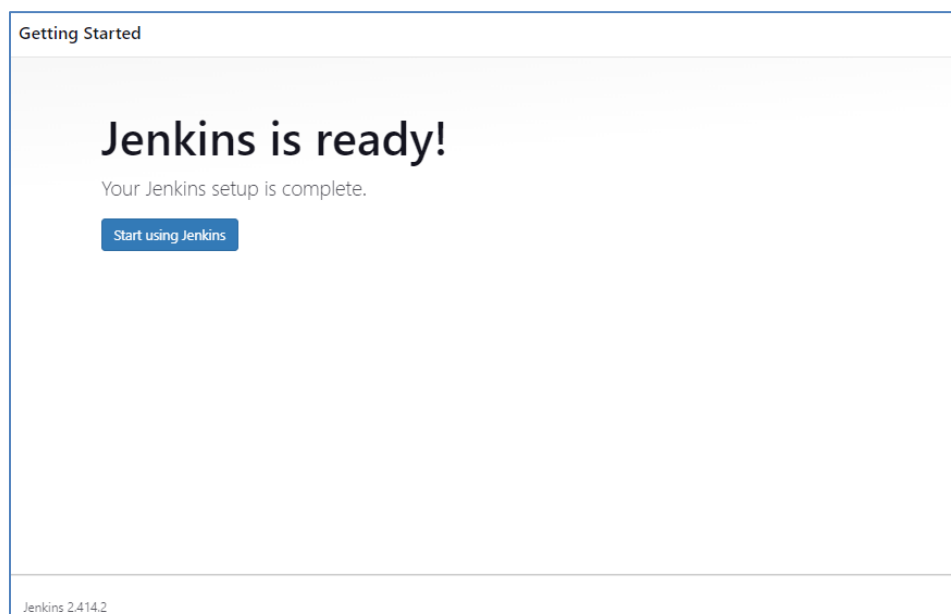 Getting Started
Jenkins is ready!
Your Jenkins setup is complete.
Start using Jenkins
Jenkins 2.414.2